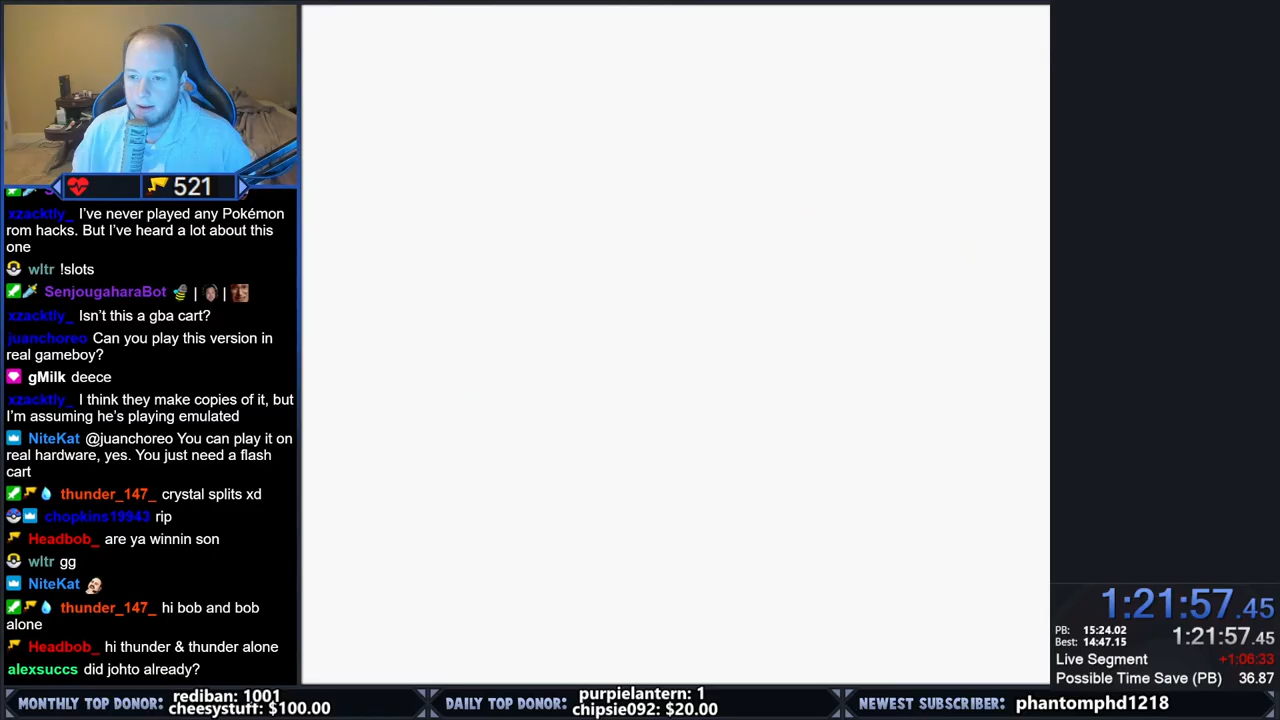 521
xzacktly_ I've never played any Pokémon
rom hacks. But I've heard a lot about this
one
wltr !slots
SenjougaharaBot | |
xzacktly_ Isn't this a gba cart?
juanchoreo Can you play this version in
real gameboy?
gMilk deece
xzacktly_ I think they make copies of it, but
I'm assuming he's playing emulated
NiteKat @juanchoreo You can play it on
real hardware, yes. You just need a flash
cart
thunder_147_ crystal splits xd
chopkins19943 rip
Headbob_ are ya winnin son
wltr gg
NiteKat
thunder_147_ hi bob and bob
alone
Headbob_ hi thunder & thunder alone
alexsuccs did johto already?
1:21:57.45
PB: 15:24.02
Best: 14:47.15
1:21:57.45
Live Segment +1:06:33
Possible Time Save (PB) 36.87
MONTHLY TOP DONOR: rediban: 1001
cheesystuff: $100.00
DAILY TOP DONOR: purpielantern: 1
chipsie092: $20.00
NEWEST SUBSCRIBER: phantomphd1218